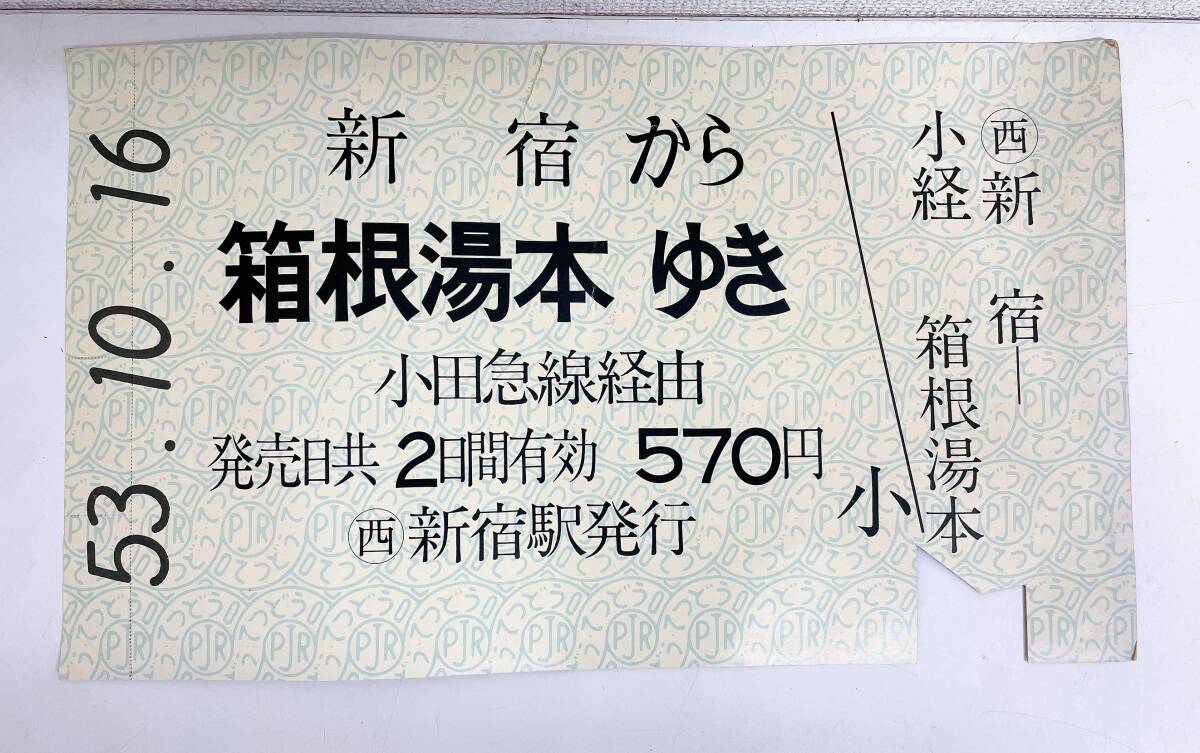 53.10.16
新宿から
箱根湯本ゆき
小田急線経由
発売日共 2日間有効 570円
㊄新宿駅発行
小
西新宿―
小経 箱根湯本